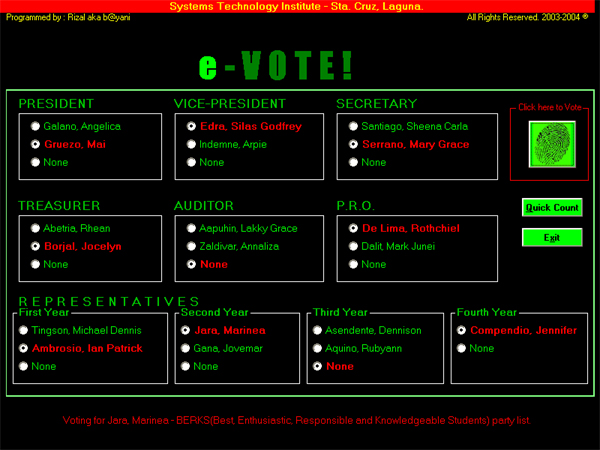 Systems Technology Institute - Sta. Cruz, Laguna.
Programmed by : Rizal aka b@yani
All Rights Reserved. 2003-2004 ®
e-VOTE!
PRESIDENT
Galano, Angelica
Gruezo, Mai
None
VICE-PRESIDENT
Edra, Silas Godfrey
Indemne, Arpie
None
SECRETARY
Santiago, Sheena Carla
Serrano, Mary Grace
None
Click here to Vote
TREASURER
Abetria, Rhean
Borjal, Jocelyn
None
AUDITOR
Aapuhin, Lakky Grace
Zaldivar, Annaliza
None
P.R.O.
De Lima, Rothchiel
Dalit, Mark Junei
None
Quick Count
Exit
REPRESENTATIVES
First Year
Tingson, Michael Dennis
Ambrosio, Ian Patrick
None
Second Year
Jara, Marinea
Gana, Jovemar
None
Third Year
Asendente, Dennison
Aquino, Rubyann
None
Fourth Year
Compendio, Jennifer
None
Voting for Jara, Marinea - BERKS(Best, Enthusiastic, Responsible and Knowledgeable Students) party list